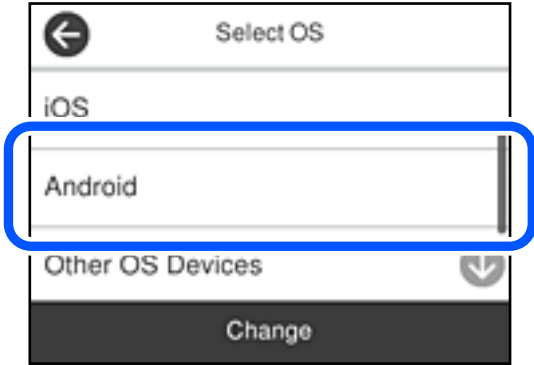 Select OS
iOS
Android
Other OS Devices
Change